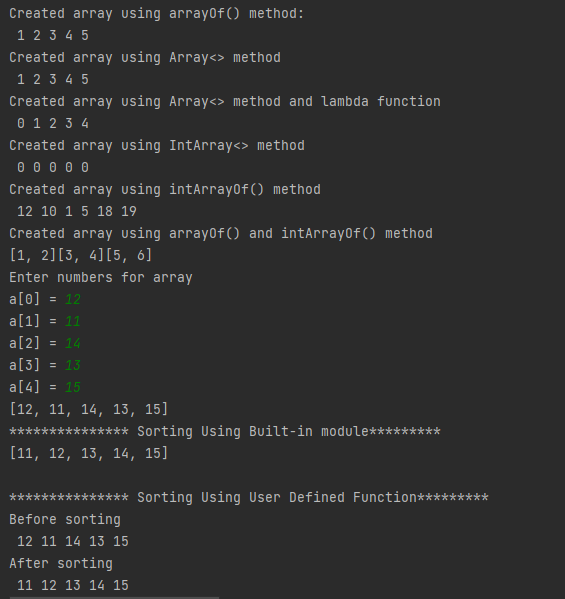 Created array using arrayOf() method:
1 2 3 4 5
Created array using Array<> method
1 2 3 4 5
Created array using Array<> method and lambda function
0 1 2 3 4
Created array using IntArray<> method
0 0 0 0 0
Created array using intArrayOf() method
12 10 1 5 18 19
Created array using arrayOf() and intArrayOf() method
[1, 2][3, 4][5, 6]
Enter numbers for array
a[0] = 12
a[1] = 11
a[2] = 14
a[3] = 13
a[4] = 15
[12, 11, 14, 13, 15]
*************** Sorting Using Built-in module*********
[11, 12, 13, 14, 15]
*************** Sorting Using User Defined Function*********
Before sorting
12 11 14 13 15
After sorting
11 12 13 14 15